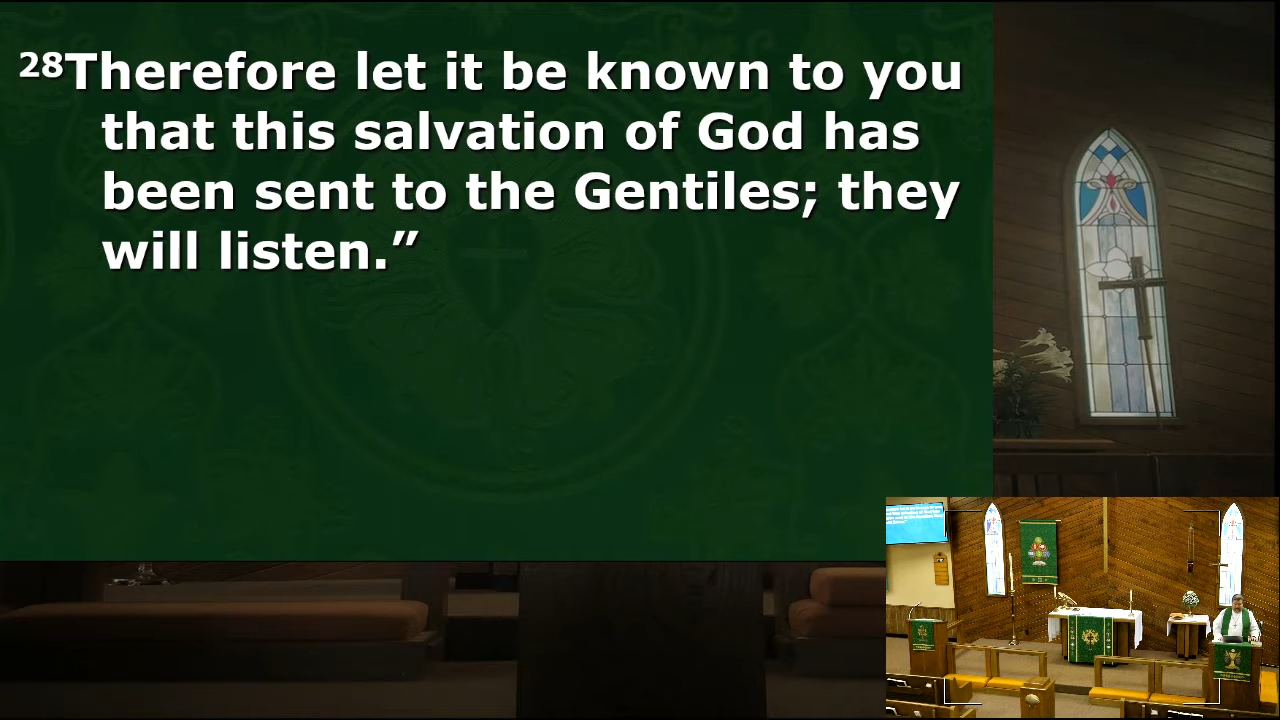 28Therefore let it be known to you
that this salvation of God has
been sent to the Gentiles; they
will listen.”